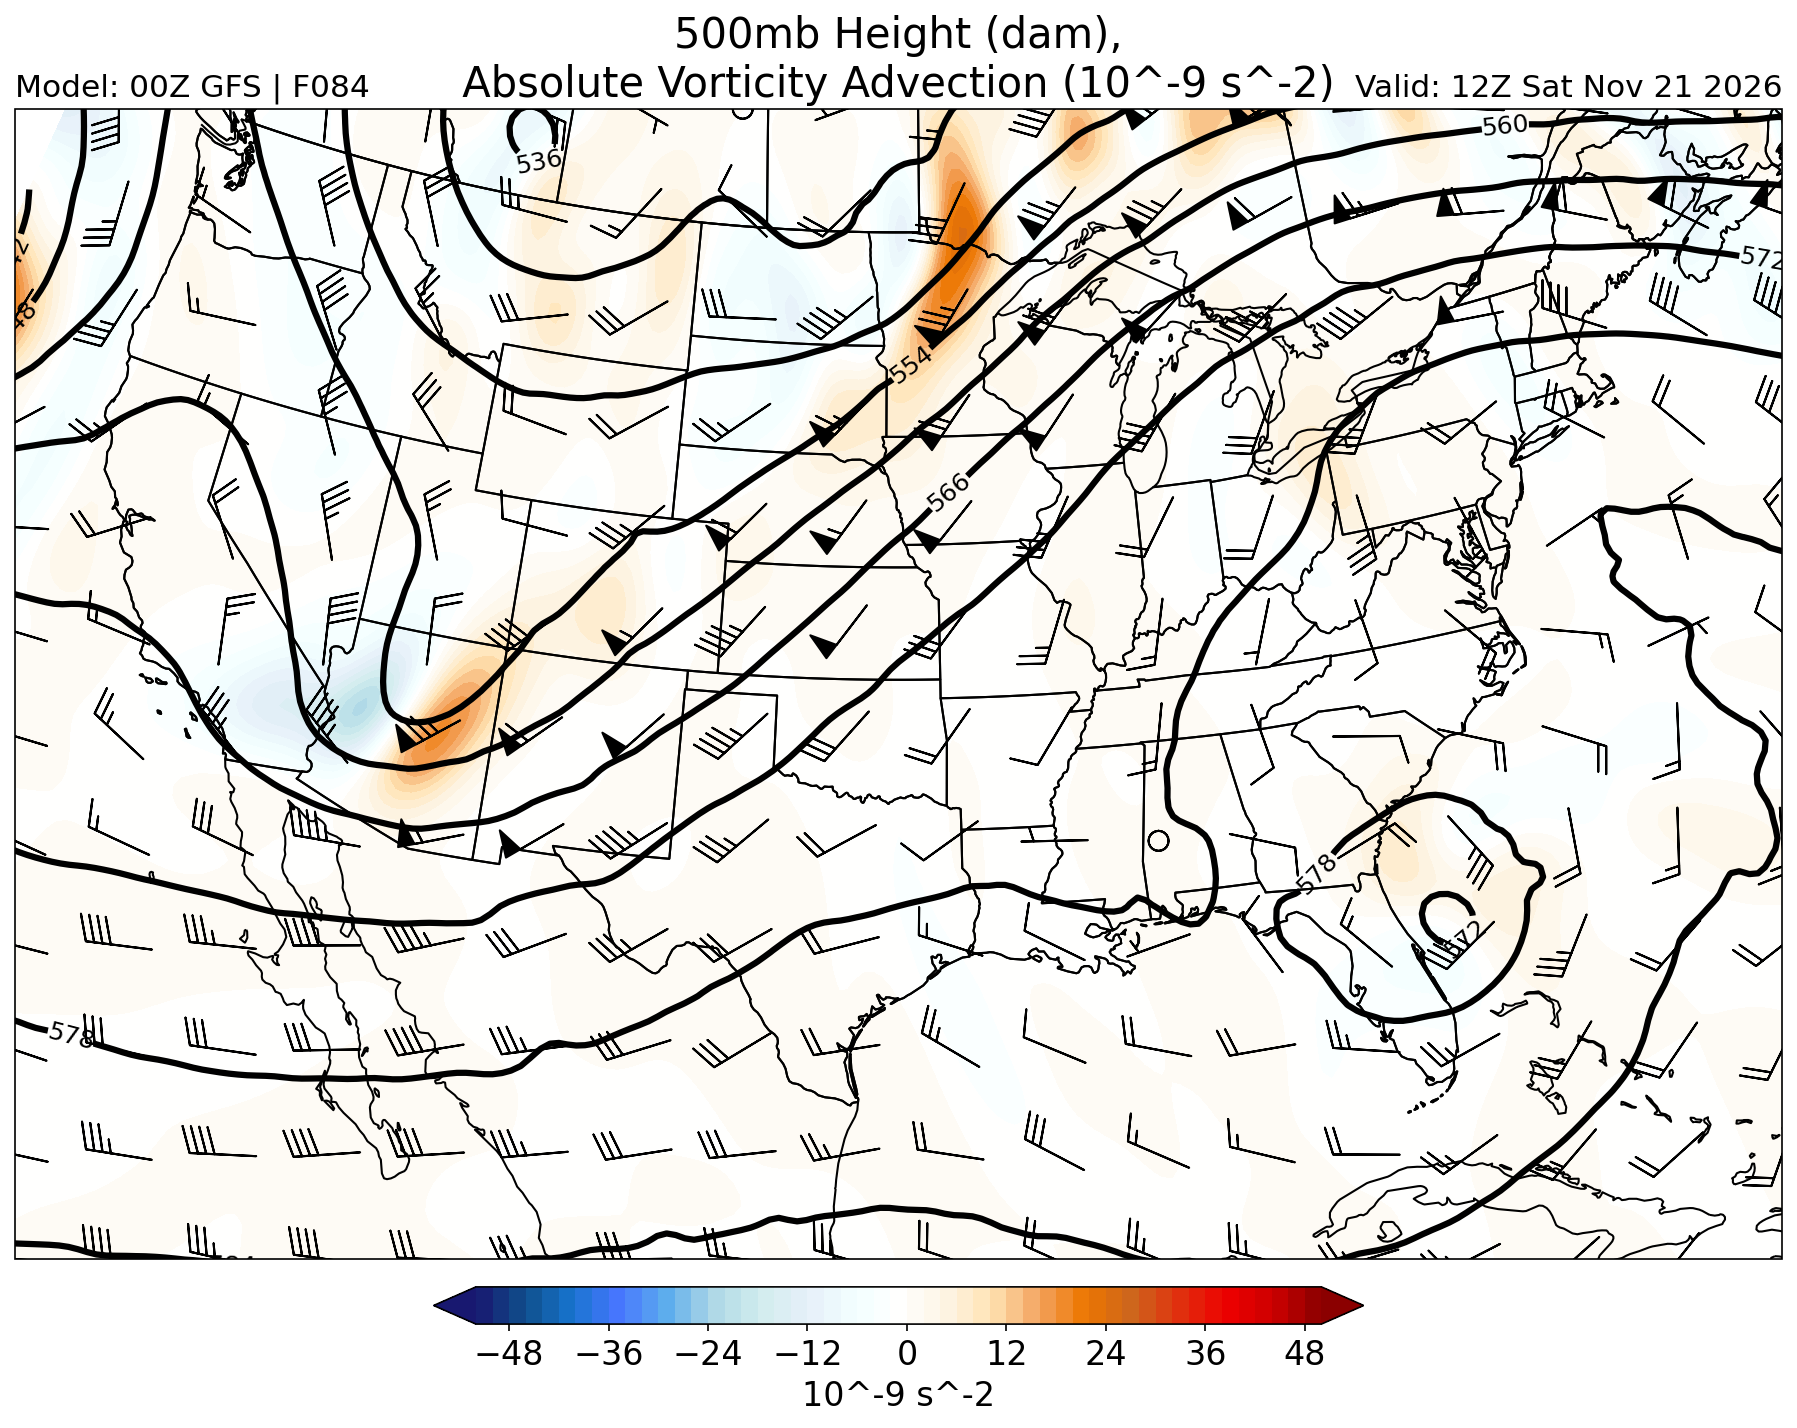 500mb Height (dam),
Model: 00Z GFS | F084
Absolute Vorticity Advection (10^-9 s^-2)
Valid: 12Z Sat Nov 21 2026
560
536
572
554
566
578
572
578
−48 −36 −24 −12 0 12 24 36 48
10^-9 s^-2